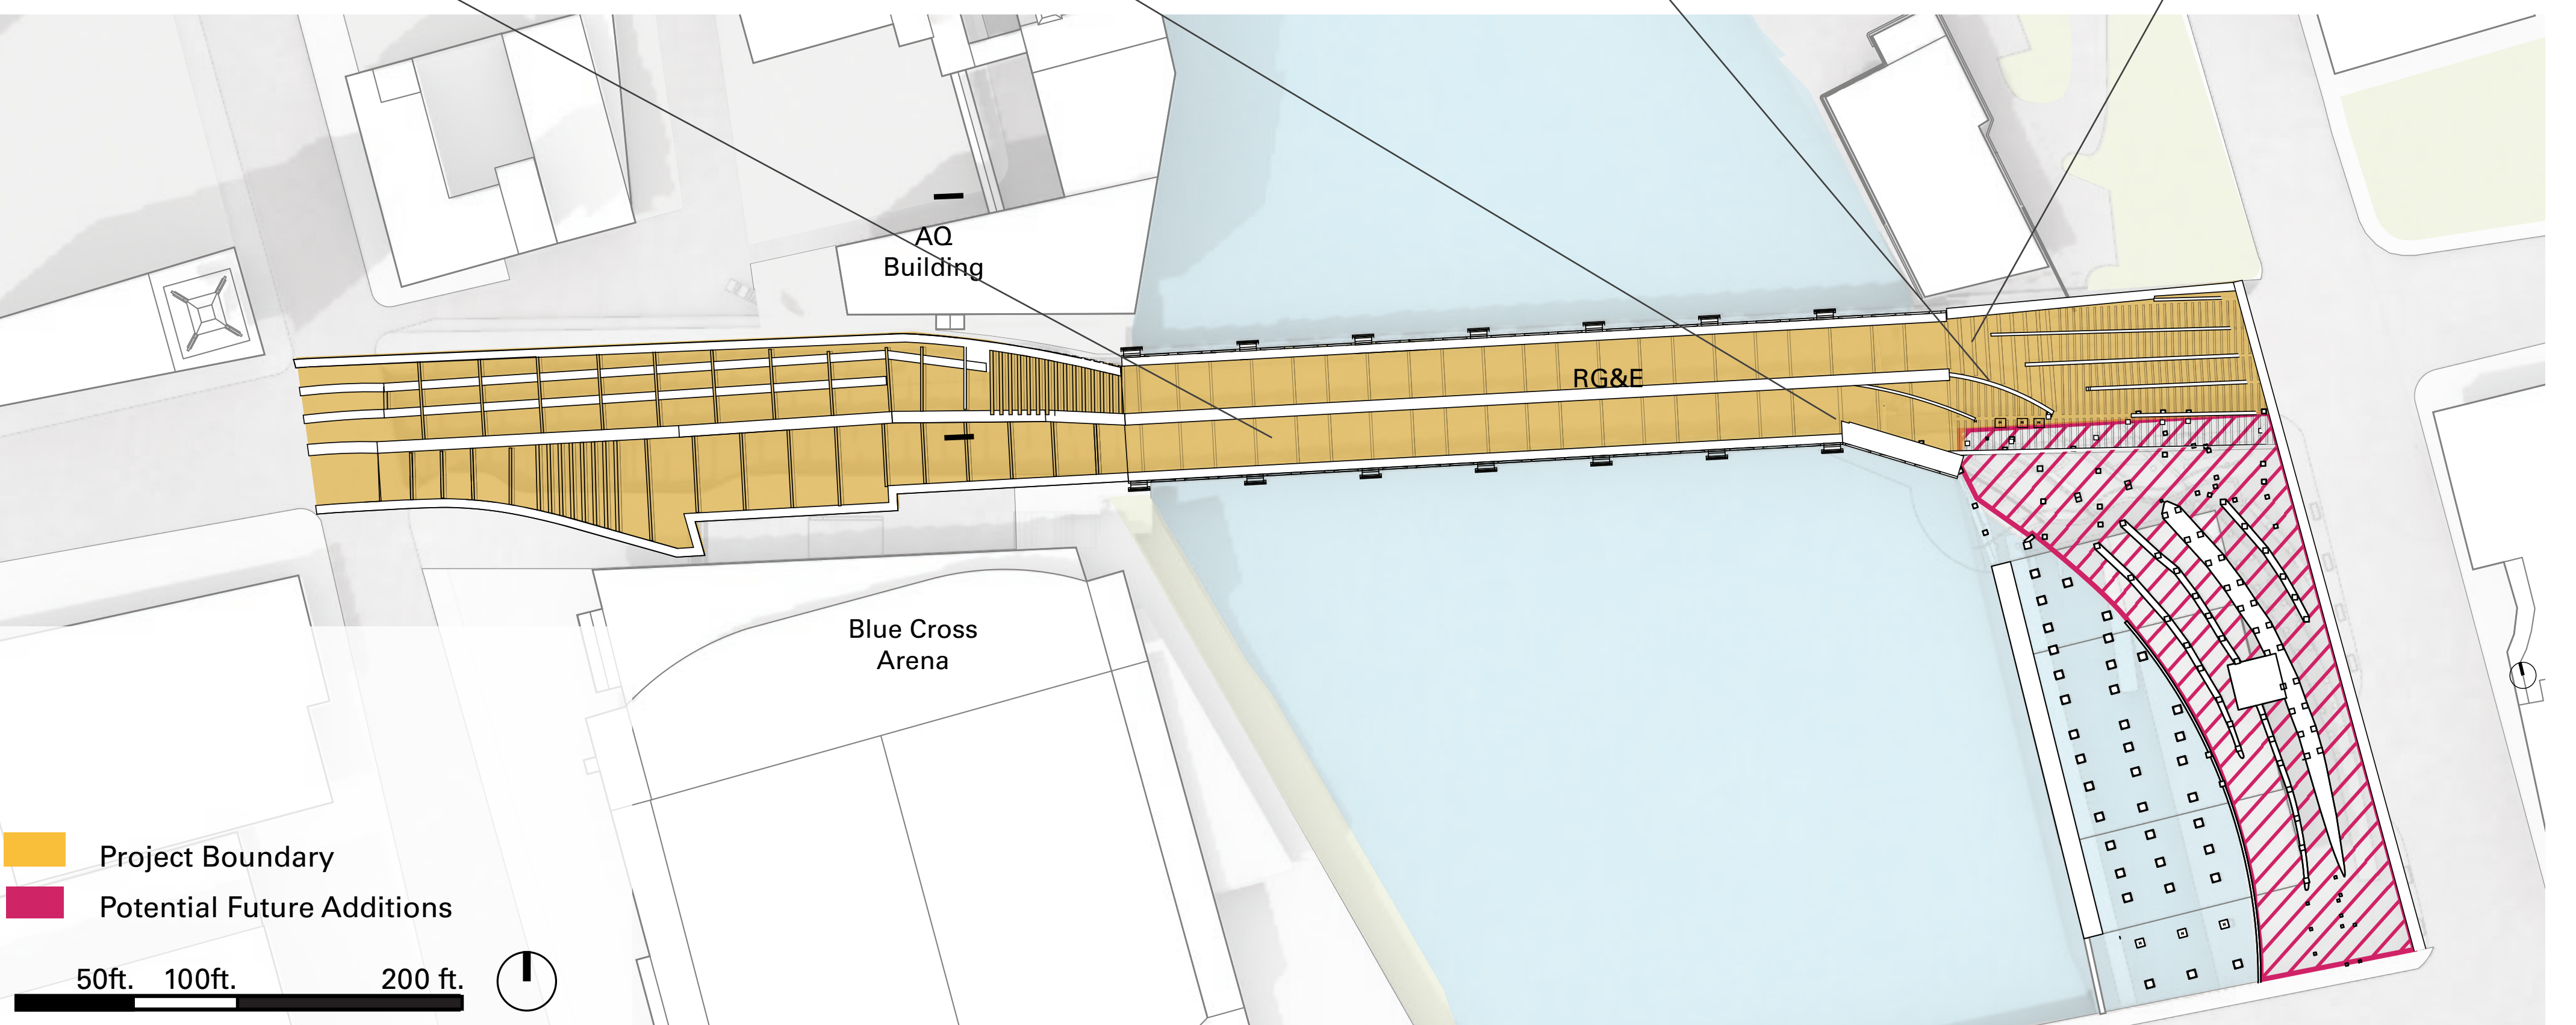 AQ
Building
RG&E
Blue Cross
Arena
Project Boundary
Potential Future Additions
50ft. 100ft. 200 ft.